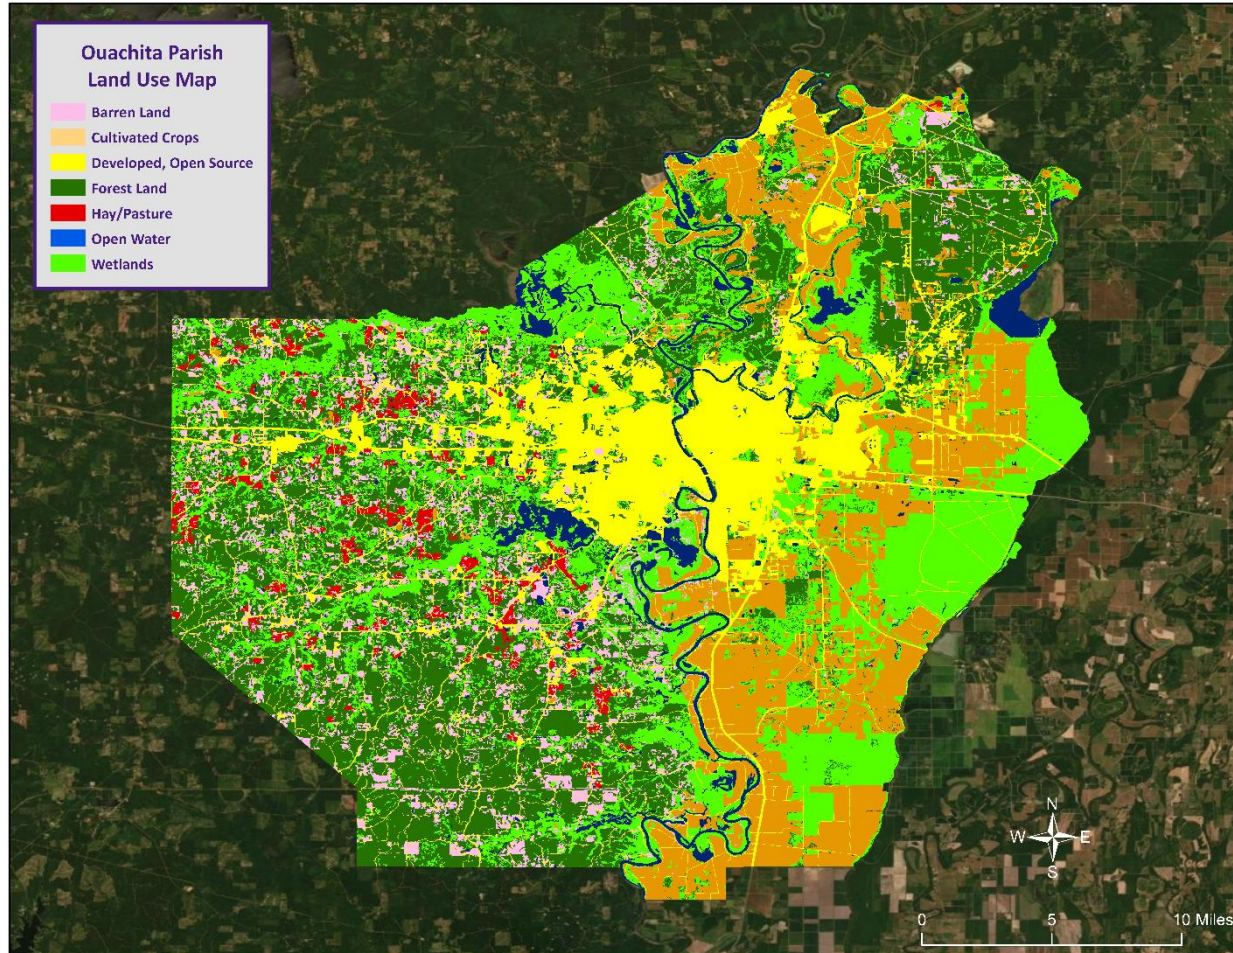 Ouachita Parish
Land Use Map
Barren Land
Cultivated Crops
Developed, Open Source
Forest Land
Hay/Pasture
Open Water
Wetlands
N
W E
S
0 5 10 Miles